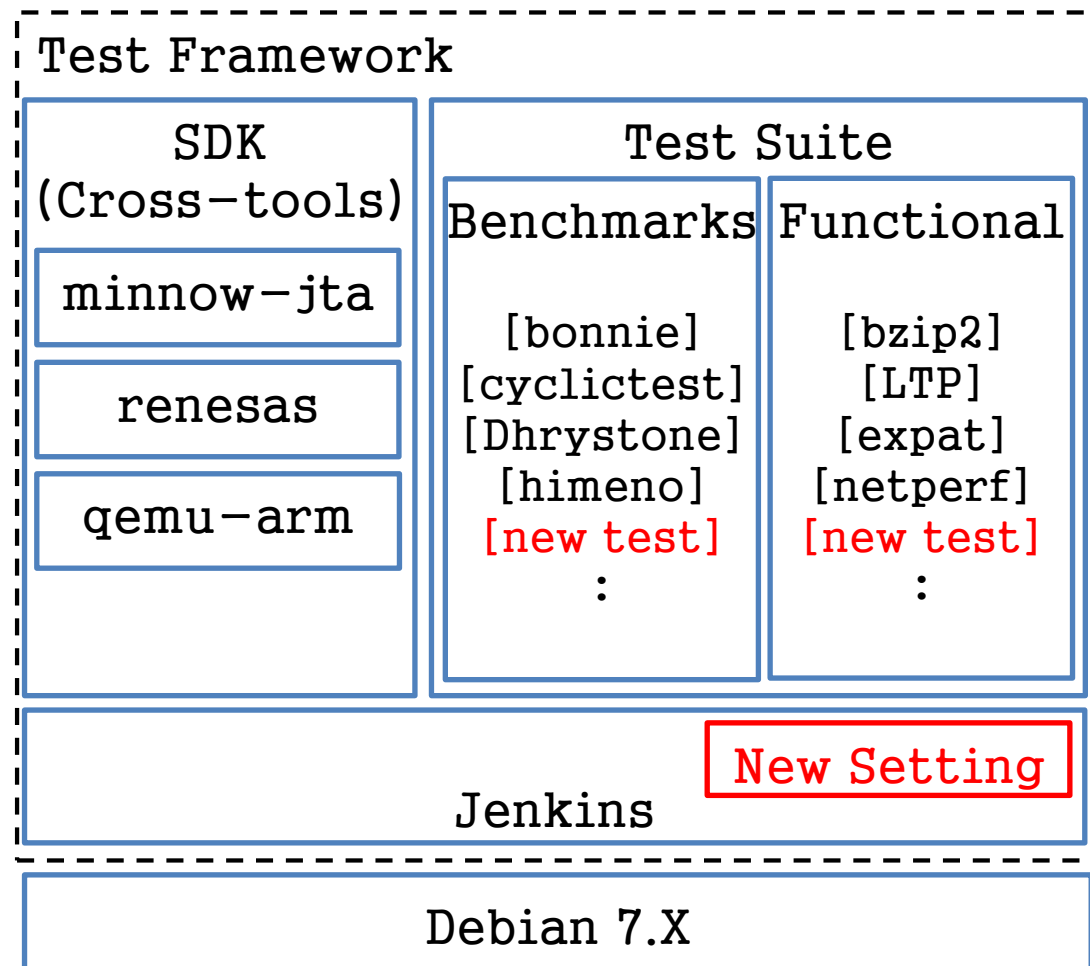 Test Framework
SDK
(Cross-tools)
minnow-jta
renesas
qemu-arm
Test Suite
Benchmarks
[bonnie]
[cyclictest]
[Dhrystone]
[himeno]
[new test]
:
Functional
[bzip2]
[LTP]
[expat]
[netperf]
[new test]
:
New Setting
Jenkins
Debian 7.X